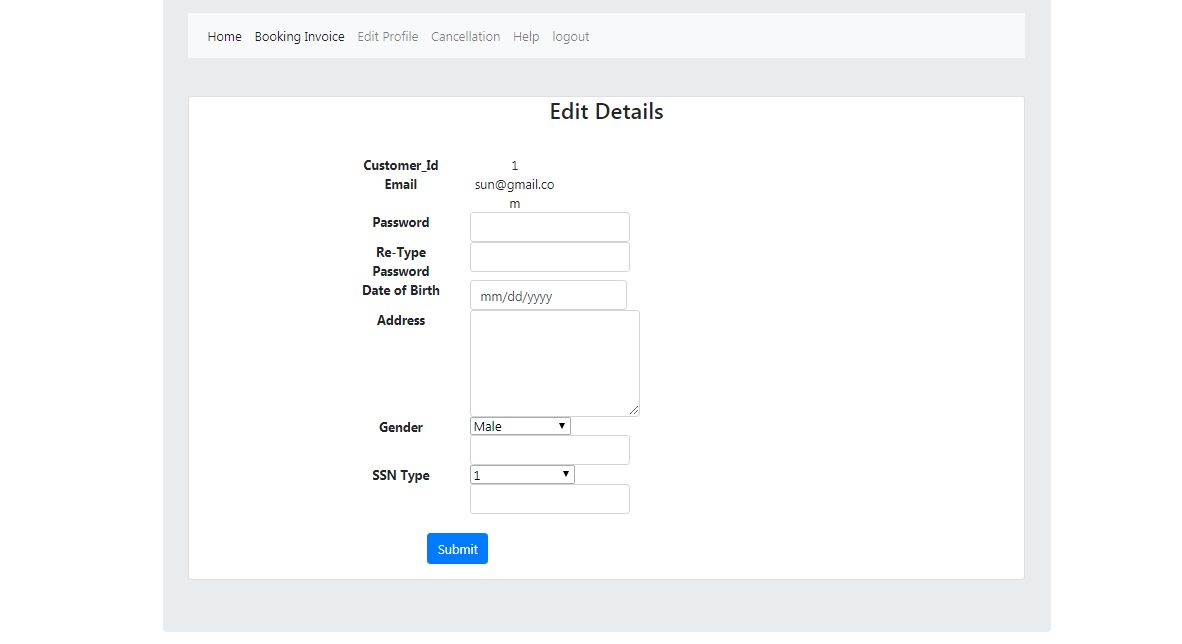 Home Booking Invoice Edit Profile Cancellation Help logout
Edit Details
Customer_Id 1
Email sun@gmail.co
m
Password
Re-Type
Password
Date of Birth mm/dd/yyyy
Address
Gender Male
SSN Type 1
Submit